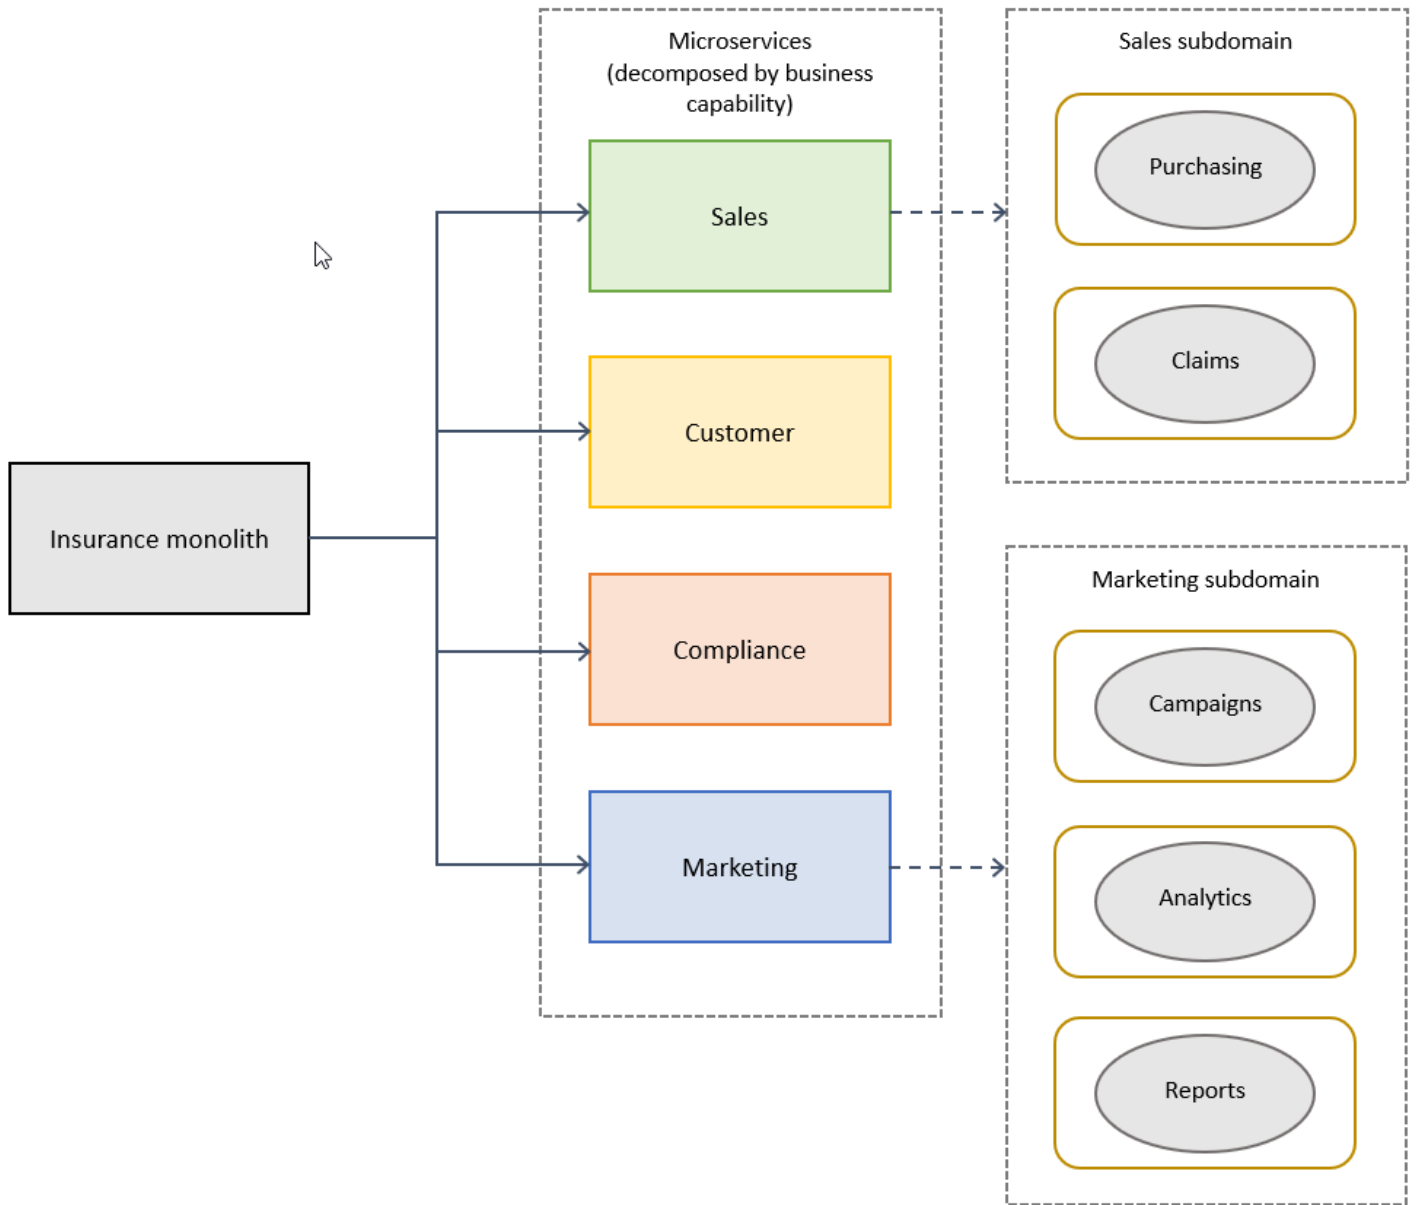 Insurance monolith
Microservices
(decomposed by business
capability)
Sales
Customer
Compliance
Marketing
Sales subdomain
Purchasing
Claims
Marketing subdomain
Campaigns
Analytics
Reports